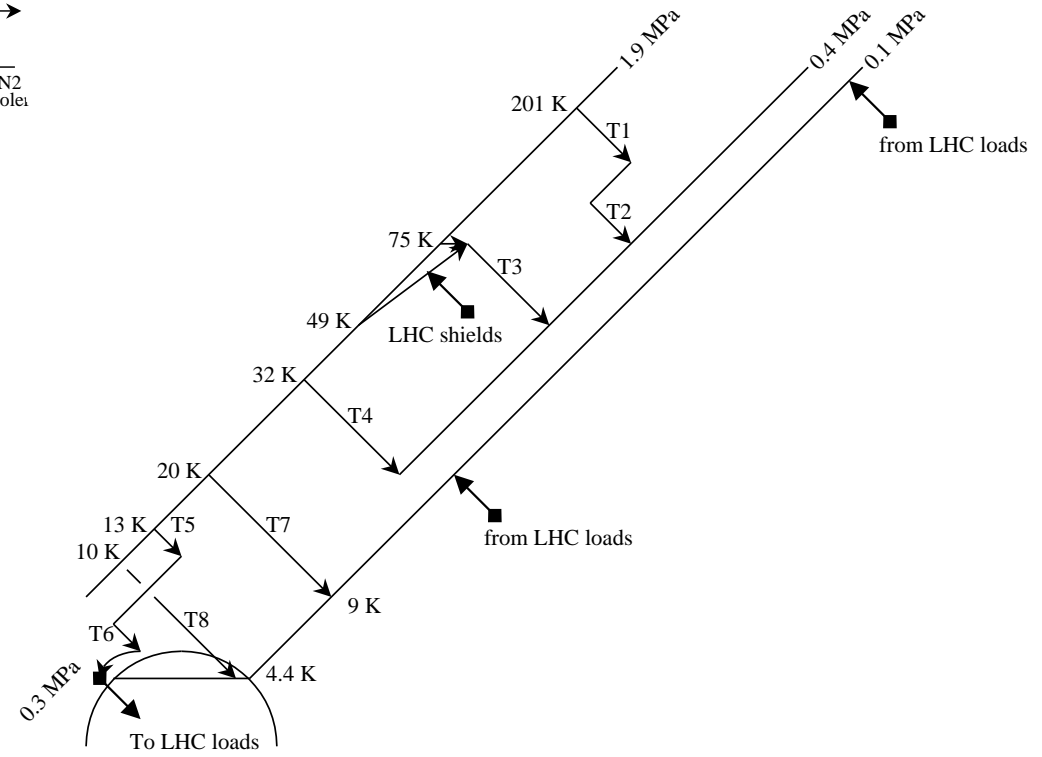 1.9 MPa
0.4 MPa
0.1 MPa
N2
201 K
T1
from LHC loads
T2
75 K
T3
49 K
LHC shields
32 K
T4
20 K
13 K
T5
T7
10 K
from LHC loads
9 K
T8
T6
4.4 K
0.3 MPa
To LHC loads